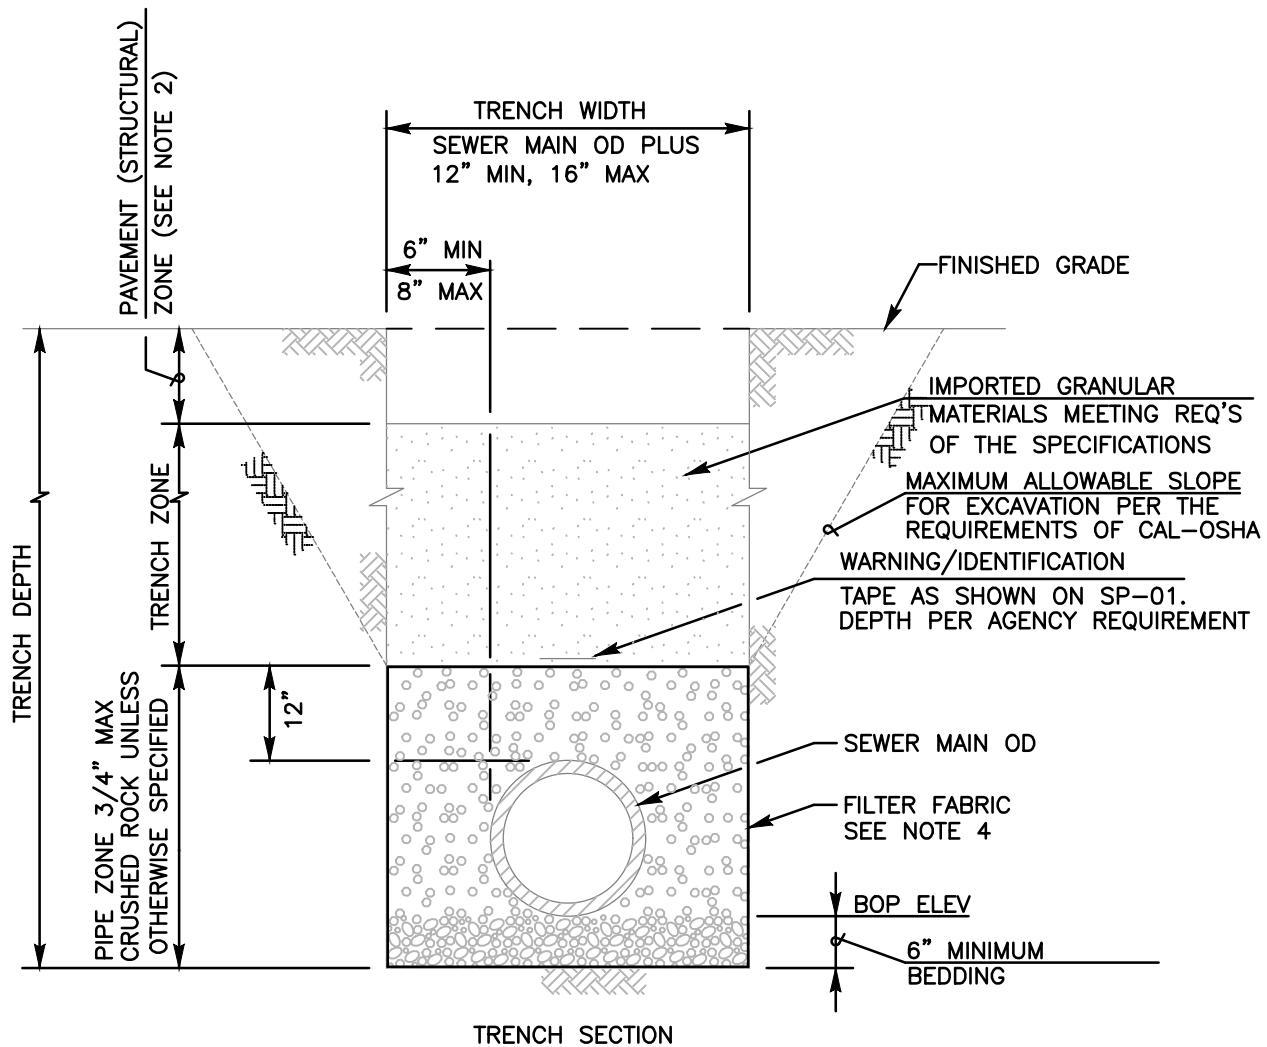 PAVEMENT (STRUCTURAL)
ZONE (SEE NOTE 2)
TRENCH WIDTH
SEWER MAIN OD PLUS
12” MIN, 16” MAX
6” MIN
8” MAX
FINISHED GRADE
IMPORTED GRANULAR
MATERIALS MEETING REQ'S
OF THE SPECIFICATIONS
MAXIMUM ALLOWABLE SLOPE
FOR EXCAVATION PER THE
REQUIREMENTS OF CAL-OSHA
WARNING/IDENTIFICATION
TAPE AS SHOWN ON SP-01.
DEPTH PER AGENCY REQUIREMENT
TRENCH DEPTH
TRENCH ZONE
12”
PIPE ZONE 3/4” MAX
CRUSHED ROCK UNLESS
OTHERWISE SPECIFIED
SEWER MAIN OD
FILTER FABRIC
SEE NOTE 4
BOP ELEV
6” MINIMUM
BEDDING
TRENCH SECTION